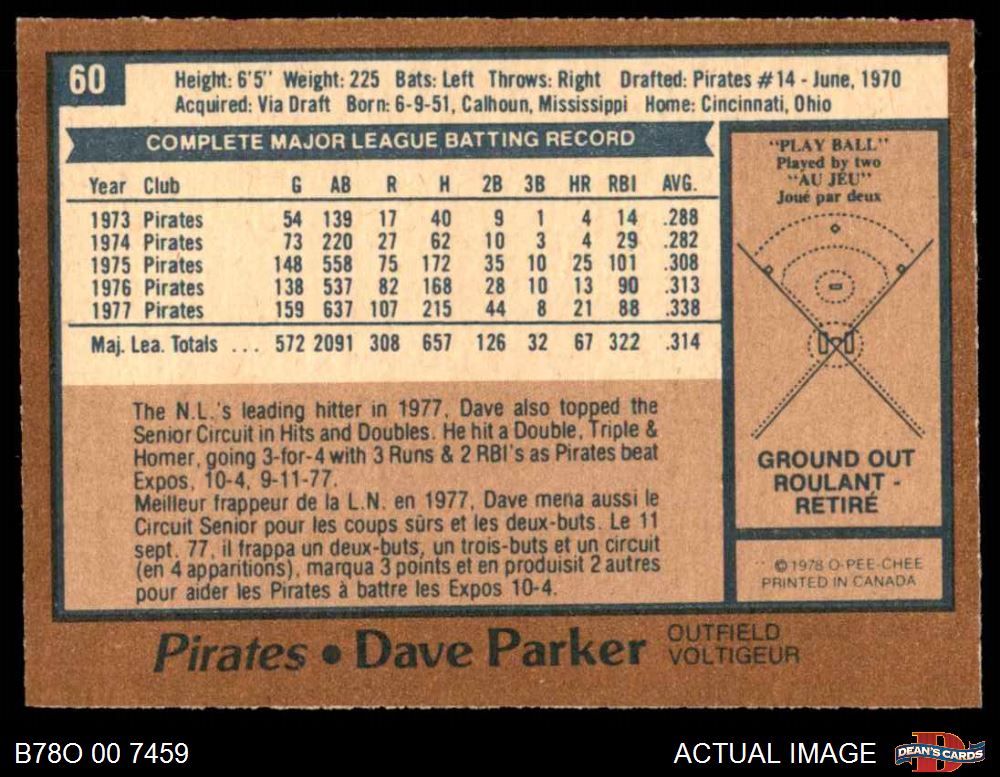 60
Height: 6'5" Weight: 225 Bats: Left Throws: Right Drafted: Pirates #14 - June, 1970
Acquired: Via Draft Born: 6-9-51, Calhoun, Mississippi Home: Cincinnati, Ohio
COMPLETE MAJOR LEAGUE BATTING RECORD
Year Club G AB R H 2B 3B HR RBI AVG.
1973 Pirates 54 139 17 40 9 1 4 14 .288
1974 Pirates 73 220 27 62 10 3 4 29 .282
1975 Pirates 148 558 75 172 35 10 25 101 .308
1976 Pirates 138 537 82 168 28 10 13 90 .313
1977 Pirates 159 637 107 215 44 8 21 88 .338
Maj. Lea. Totals ... 572 2091 308 657 126 32 67 322 .314
The N.L.'s leading hitter in 1977, Dave also topped the
Senior Circuit in Hits and Doubles. He hit a Double, Triple &
Homer, going 3-for-4 with 3 Runs & 2 RBI's as Pirates beat
Expos, 10-4, 9-11-77.
Meilleur frappeur de la L.N. en 1977, Dave mena aussi le
Circuit Senior pour les coups sûrs et les deux-buts. Le 11
sept. 77, il frappa un deux-buts, un trois-buts et un circuit
(en 4 apparitions), marqua 3 points et en produisit 2 autres
pour aider les Pirates à battre les Expos 10-4.
"PLAY BALL"
Played by two
"AU JEU"
Joué par deux
GROUND OUT
ROULANT -
RETIRÉ
©1978 O-PEE-CHEE
PRINTED IN CANADA
Pirates • Dave Parker OUTFIELD
VOLTIGEUR
B78O 00 7459
ACTUAL IMAGE
DEAN'S CARDS